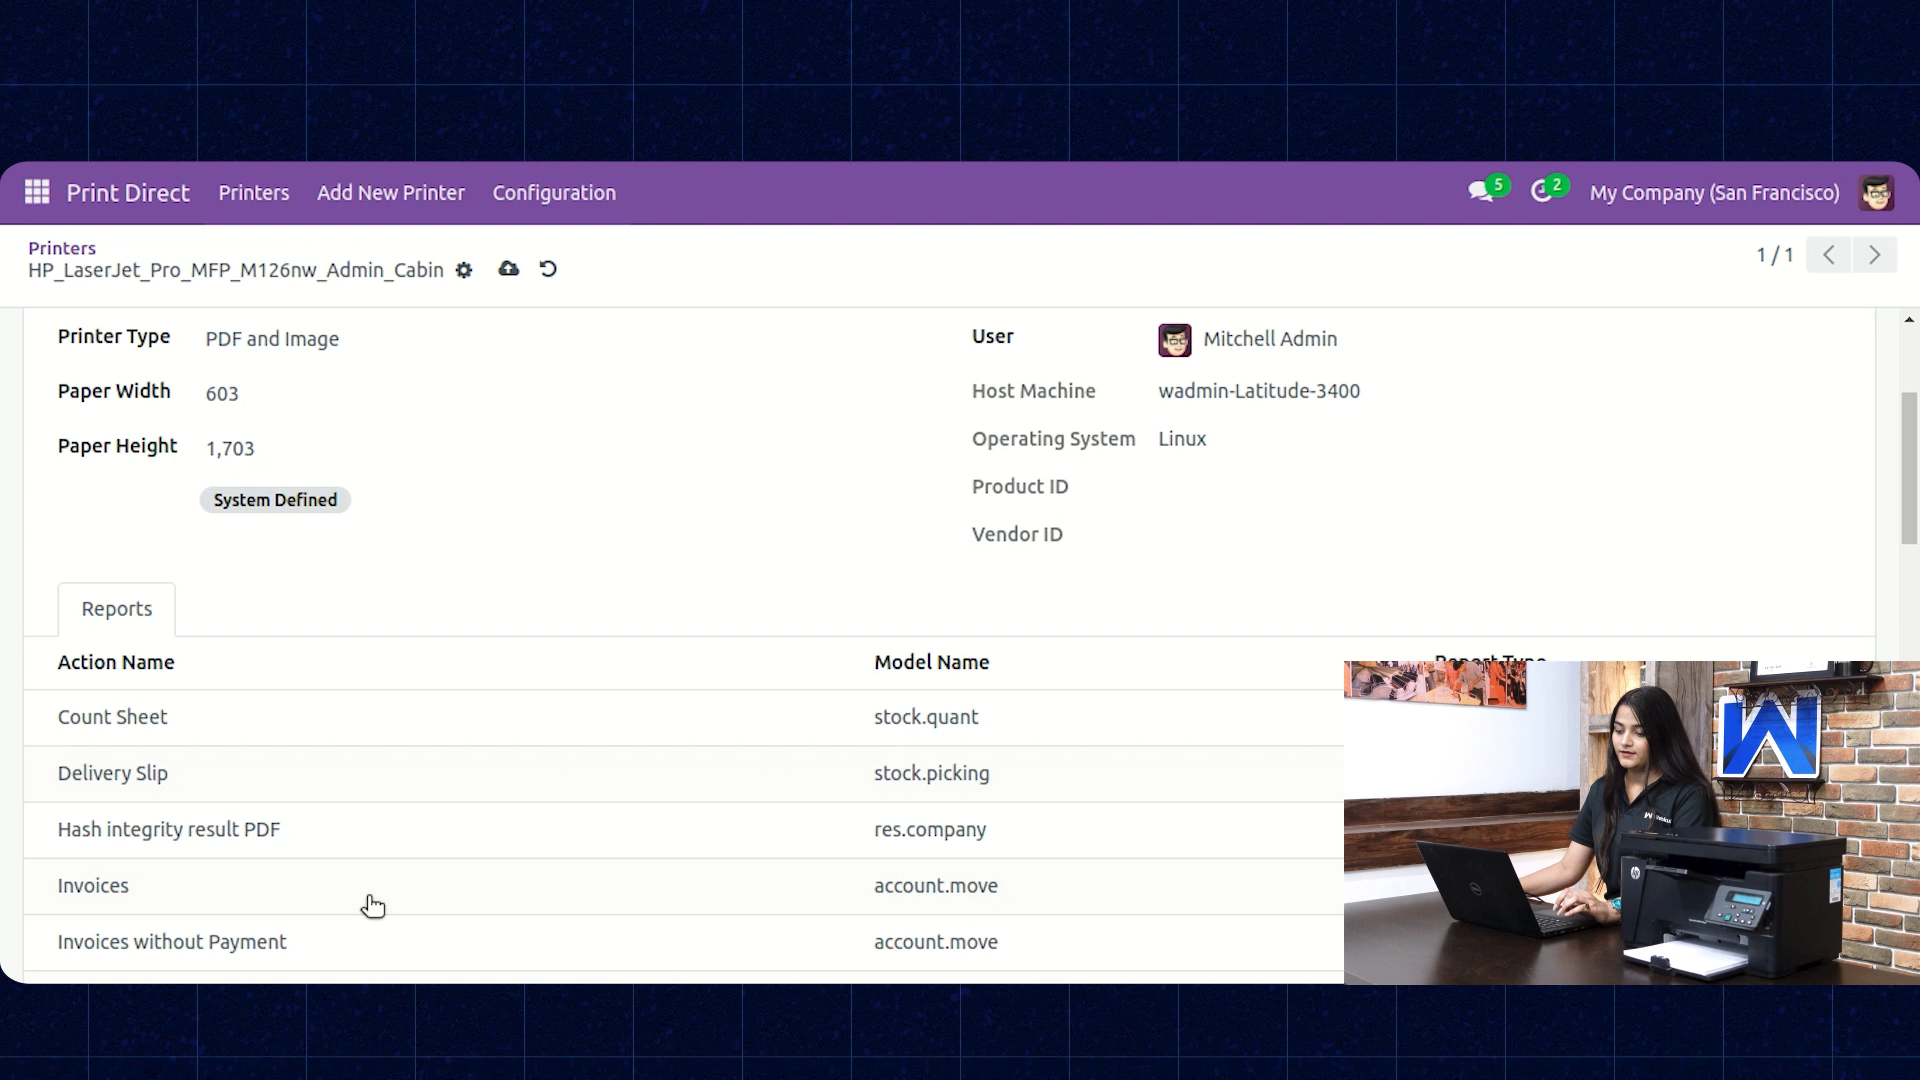 Print Direct Printers Add New Printer Configuration 5 2 My Company (San Francisco)
Printers
HP_LaserJet_Pro_MFP_M126nw_Admin_Cabin
1 / 1
Printer Type PDF and Image
Paper Width 603
Paper Height 1,703
System Defined
User Mitchell Admin
Host Machine wadmin-Latitude-3400
Operating System Linux
Product ID
Vendor ID
Reports
Action Name Model Name Report Type
Count Sheet stock.quant
Delivery Slip stock.picking
Hash integrity result PDF res.company
Invoices account.move
Invoices without Payment account.move
hp